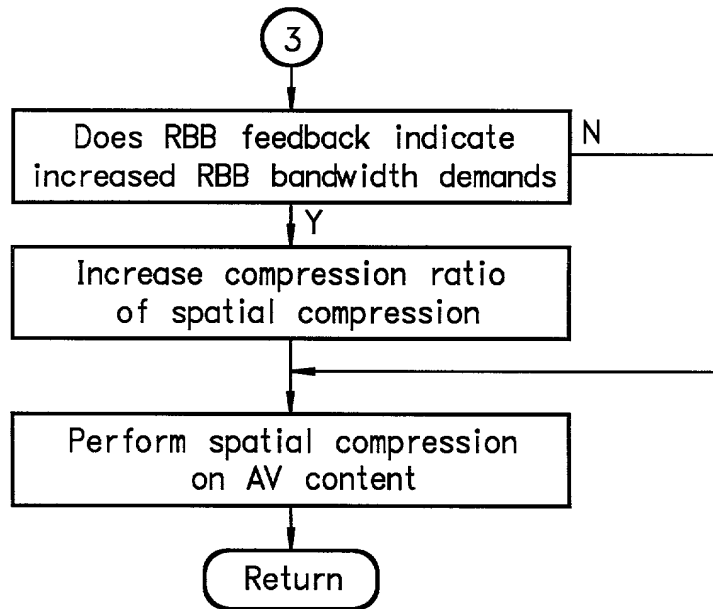 3
Does RBB feedback indicate
increased RBB bandwidth demands
N
Y
Increase compression ratio
of spatial compression
Perform spatial compression
on AV content
Return